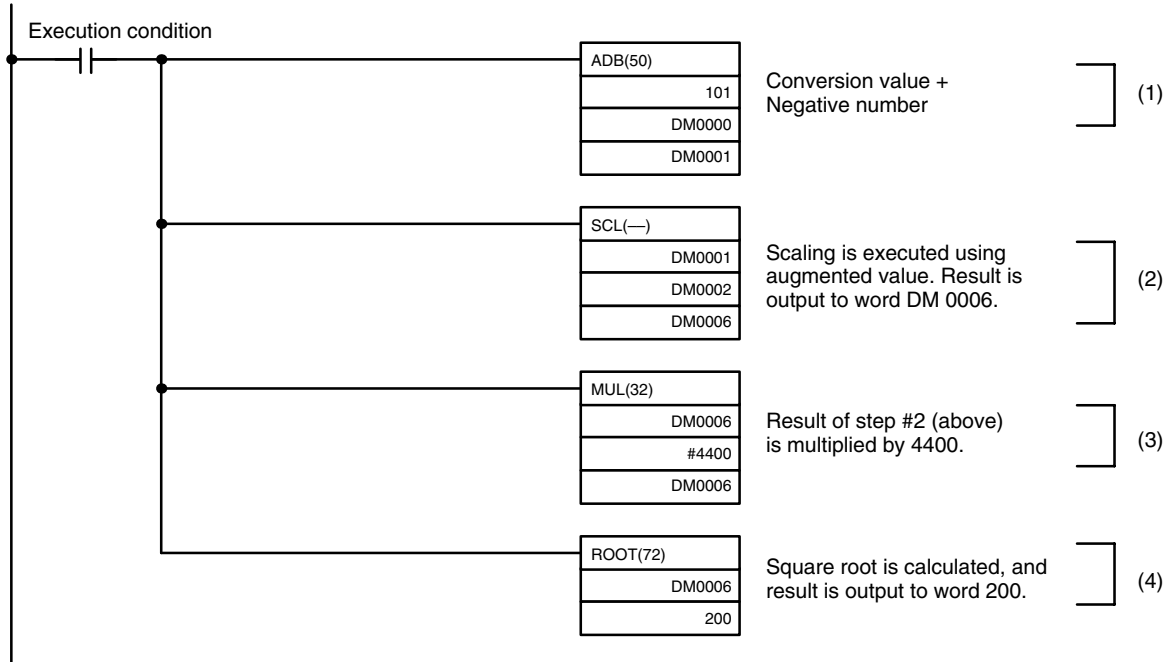 Execution condition
ADB(50)
101
DM0000
DM0001
Conversion value +
Negative number
(1)
SCL(—)
DM0001
DM0002
DM0006
Scaling is executed using
augmented value. Result is
output to word DM 0006.
(2)
MUL(32)
DM0006
#4400
DM0006
Result of step #2 (above)
is multiplied by 4400.
(3)
ROOT(72)
DM0006
200
Square root is calculated, and
result is output to word 200.
(4)